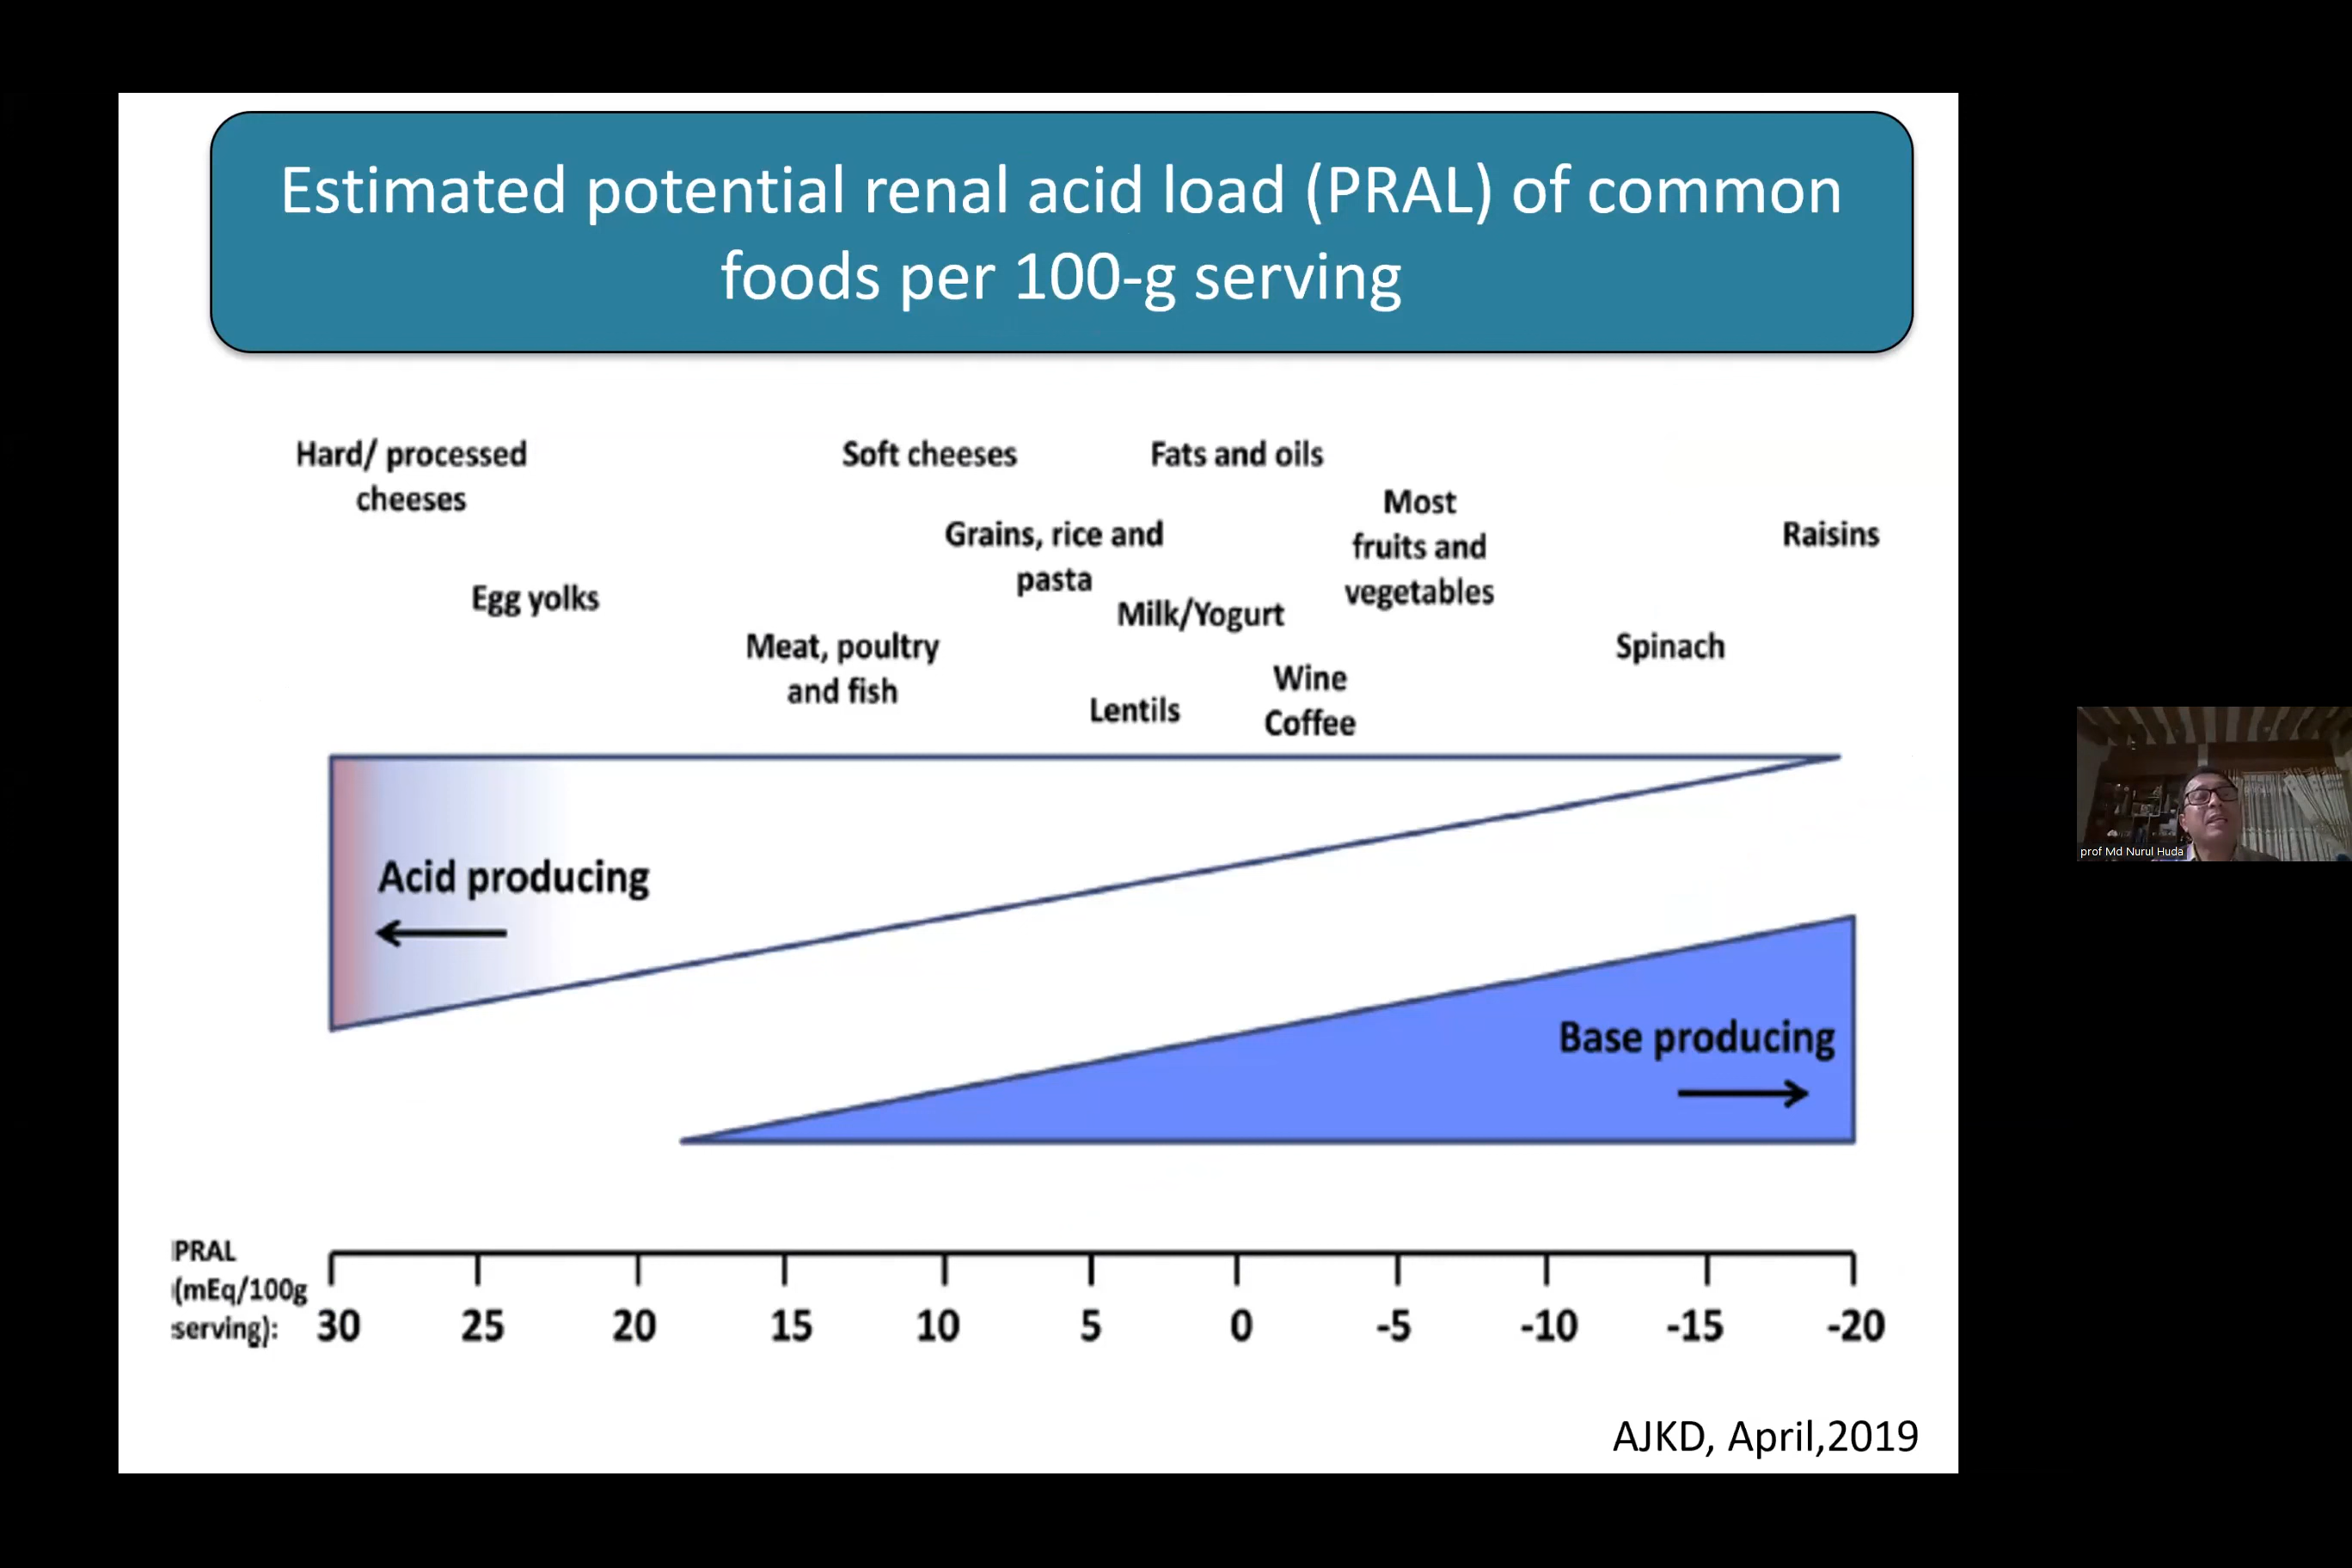 Estimated potential renal acid load (PRAL) of common
foods per 100-g serving
Hard/ processed
cheeses
Soft cheeses
Fats and oils
Most
fruits and
vegetables
Grains, rice and
pasta
Raisins
Egg yolks
Milk/Yogurt
Meat, poultry
and fish
Spinach
Wine
Coffee
Lentils
Acid producing
Base producing
PRAL
(mEq/100g
serving):
30 25 20 15 10 5 0 -5 -10 -15 -20
AJKD, April,2019
prof Md Nurul Huda